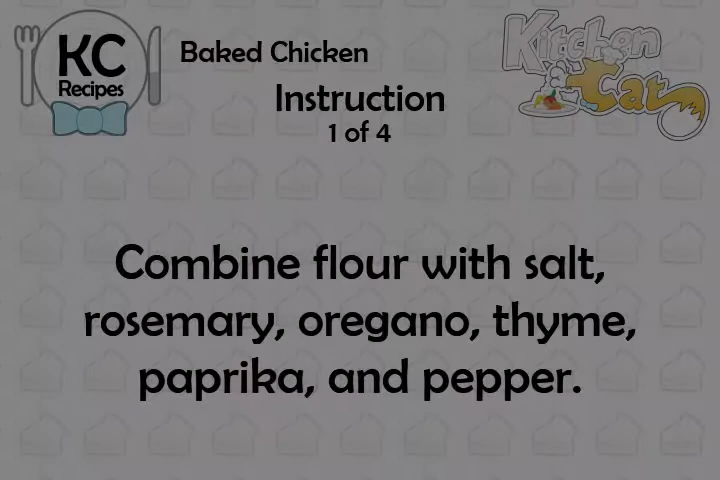 KC
Recipes
Baked Chicken
Kitchen
Cat
Instruction
1 of 4
Combine flour with salt,
rosemary, oregano, thyme,
paprika, and pepper.